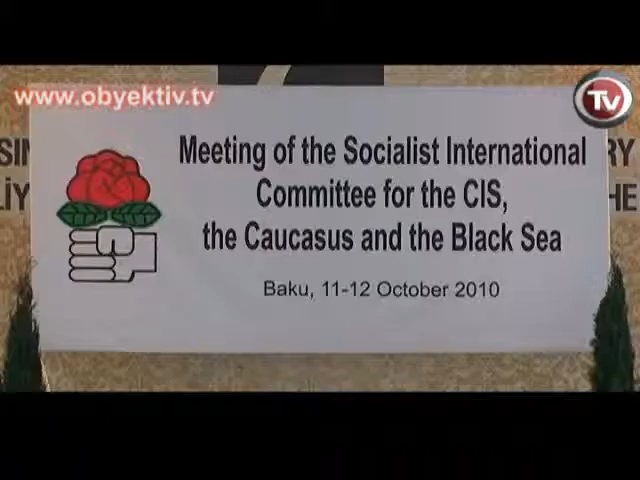 www.obyektiv.tv
TV
Meeting of the Socialist International
Committee for the CIS,
the Caucasus and the Black Sea
Baku, 11-12 October 2010